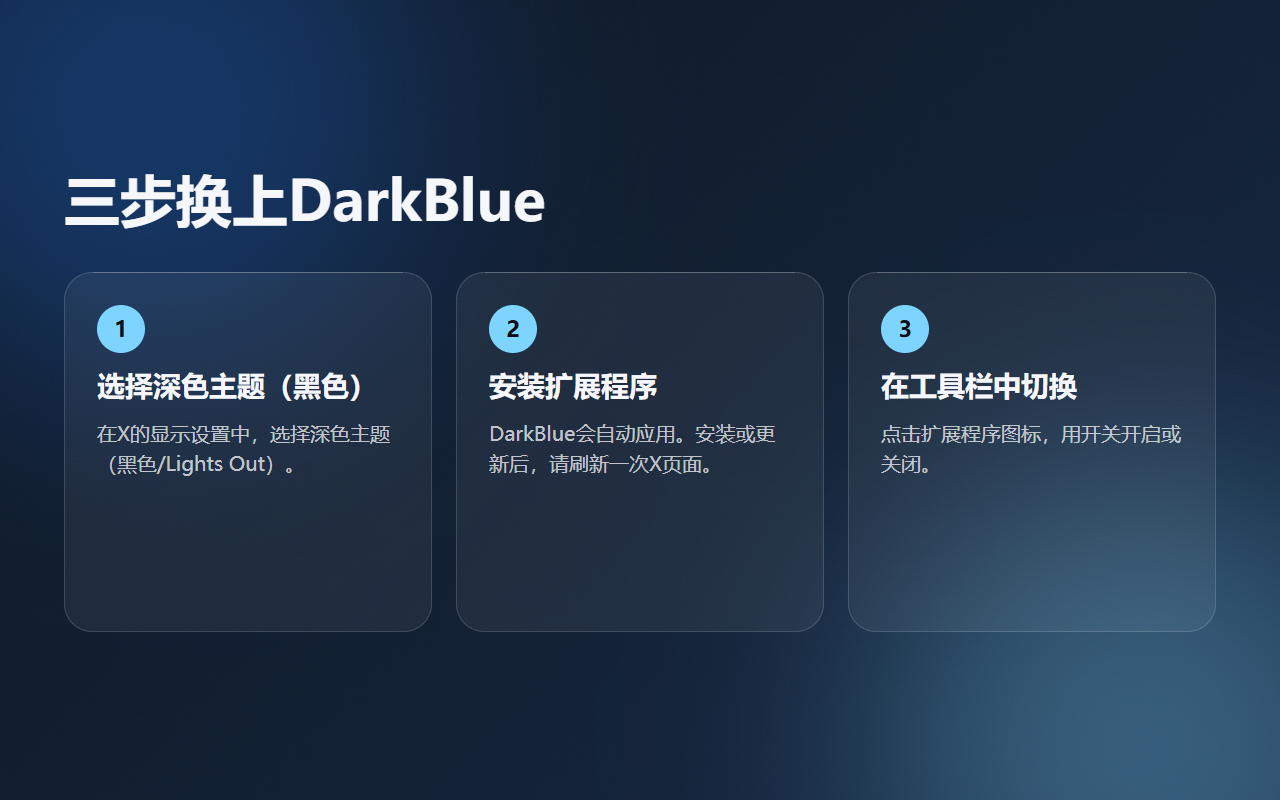 三步换上DarkBlue
1
选择深色主题（黑色）
在X的显示设置中，选择深色主题
（黑色/Lights Out）。
2
安装扩展程序
DarkBlue会自动应用。安装或更
新后，请刷新一次X页面。
3
在工具栏中切换
点击扩展程序图标，用开关开启或
关闭。